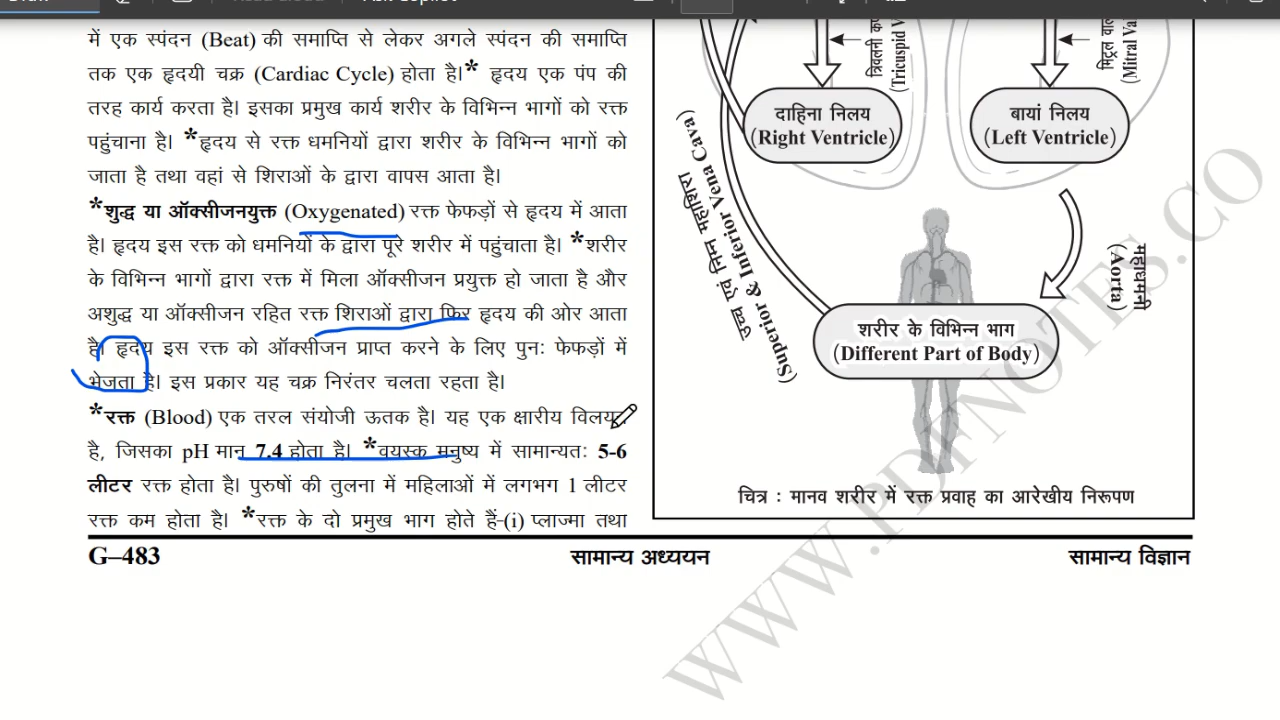 में एक स्पंदन (Beat) की समाप्ति से लेकर अगले स्पंदन की समाप्ति
तक एक हृदयी चक्र (Cardiac Cycle) होता है।* हृदय एक पंप की
तरह कार्य करता है। इसका प्रमुख कार्य शरीर के विभिन्न भागों को रक्त
पहुंचाना है। *हृदय से रक्त धमनियों द्वारा शरीर के विभिन्न भागों को
जाता है तथा वहां से शिराओं के द्वारा वापस आता है।
*शुद्ध या ऑक्सीजनयुक्त (Oxygenated) रक्त फेफड़ों से हृदय में आता
है। हृदय इस रक्त को धमनियों के द्वारा पूरे शरीर में पहुंचाता है। *शरीर
के विभिन्न भागों द्वारा रक्त में मिला ऑक्सीजन प्रयुक्त हो जाता है और
अशुद्ध या ऑक्सीजन रहित रक्त शिराओं द्वारा फिर हृदय की ओर आता
है। हृदय इस रक्त को ऑक्सीजन प्राप्त करने के लिए पुनः फेफड़ों में
भेजता है। इस प्रकार यह चक्र निरंतर चलता रहता है।
*रक्त (Blood) एक तरल संयोजी ऊतक है। यह एक क्षारीय विलयन
है, जिसका pH मान 7.4 होता है। *वयस्क मनुष्य में सामान्यतः 5-6
लीटर रक्त होता है। पुरुषों की तुलना में महिलाओं में लगभग 1 लीटर
रक्त कम होता है। *रक्त के दो प्रमुख भाग होते हैं-(i) प्लाज्मा तथा
दाहिना निलय
(Right Ventricle)
बायां निलय
(Left Ventricle)
उच्च एवं निम्न महाशिरा
(Superior & Inferior Vena Cava)
महाधमनी
(Aorta)
शरीर के विभिन्न भाग
(Different Part of Body)
चित्र : मानव शरीर में रक्त प्रवाह का आरेखीय निरूपण
G–483
सामान्य अध्ययन
सामान्य विज्ञान
WWW.PDFNOTES.CO